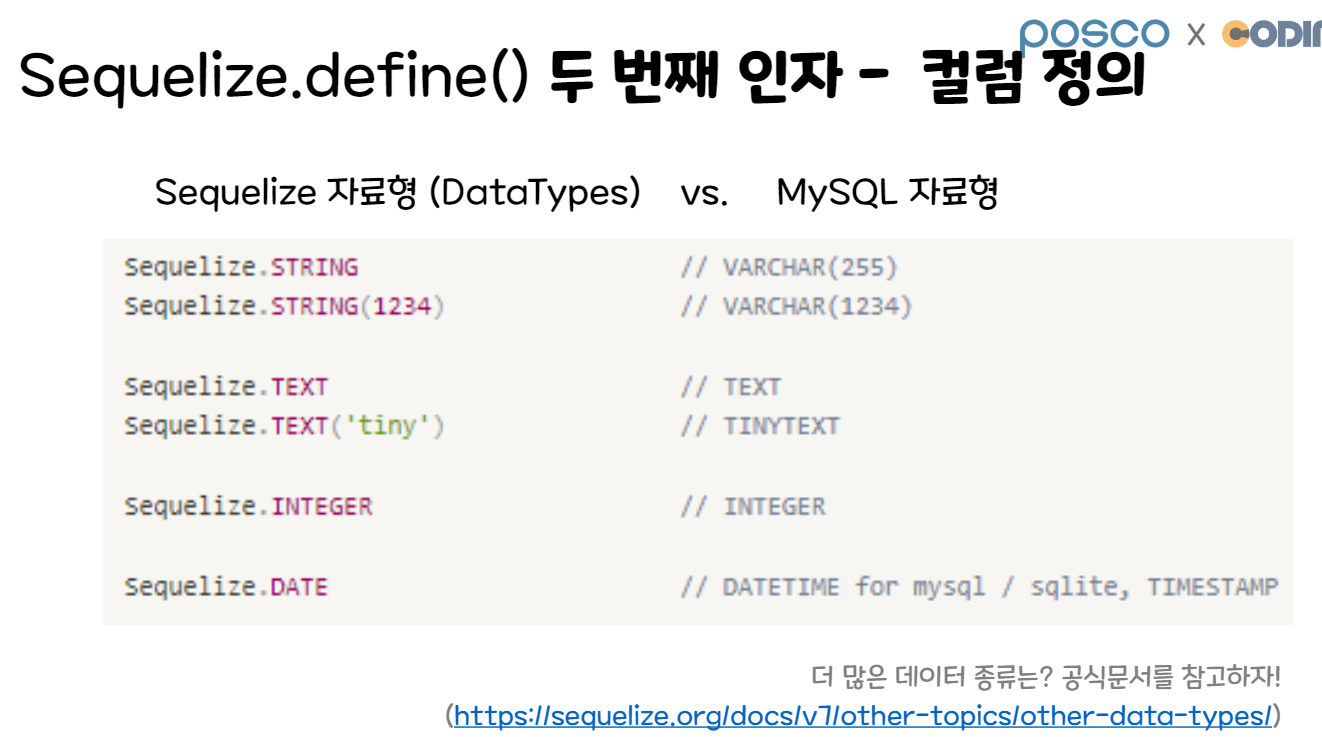 posco x CODIN
Sequelize.define() 두 번째 인자 - 컬럼 정의
Sequelize 자료형 (DataTypes) vs. MySQL 자료형
Sequelize.STRING // VARCHAR(255)
Sequelize.STRING(1234) // VARCHAR(1234)
Sequelize.TEXT // TEXT
Sequelize.TEXT('tiny') // TINYTEXT
Sequelize.INTEGER // INTEGER
Sequelize.DATE // DATETIME for mysql / sqlite, TIMESTAMP
더 많은 데이터 종류는? 공식문서를 참고하자!
(https://sequelize.org/docs/v7/other-topics/other-data-types/)